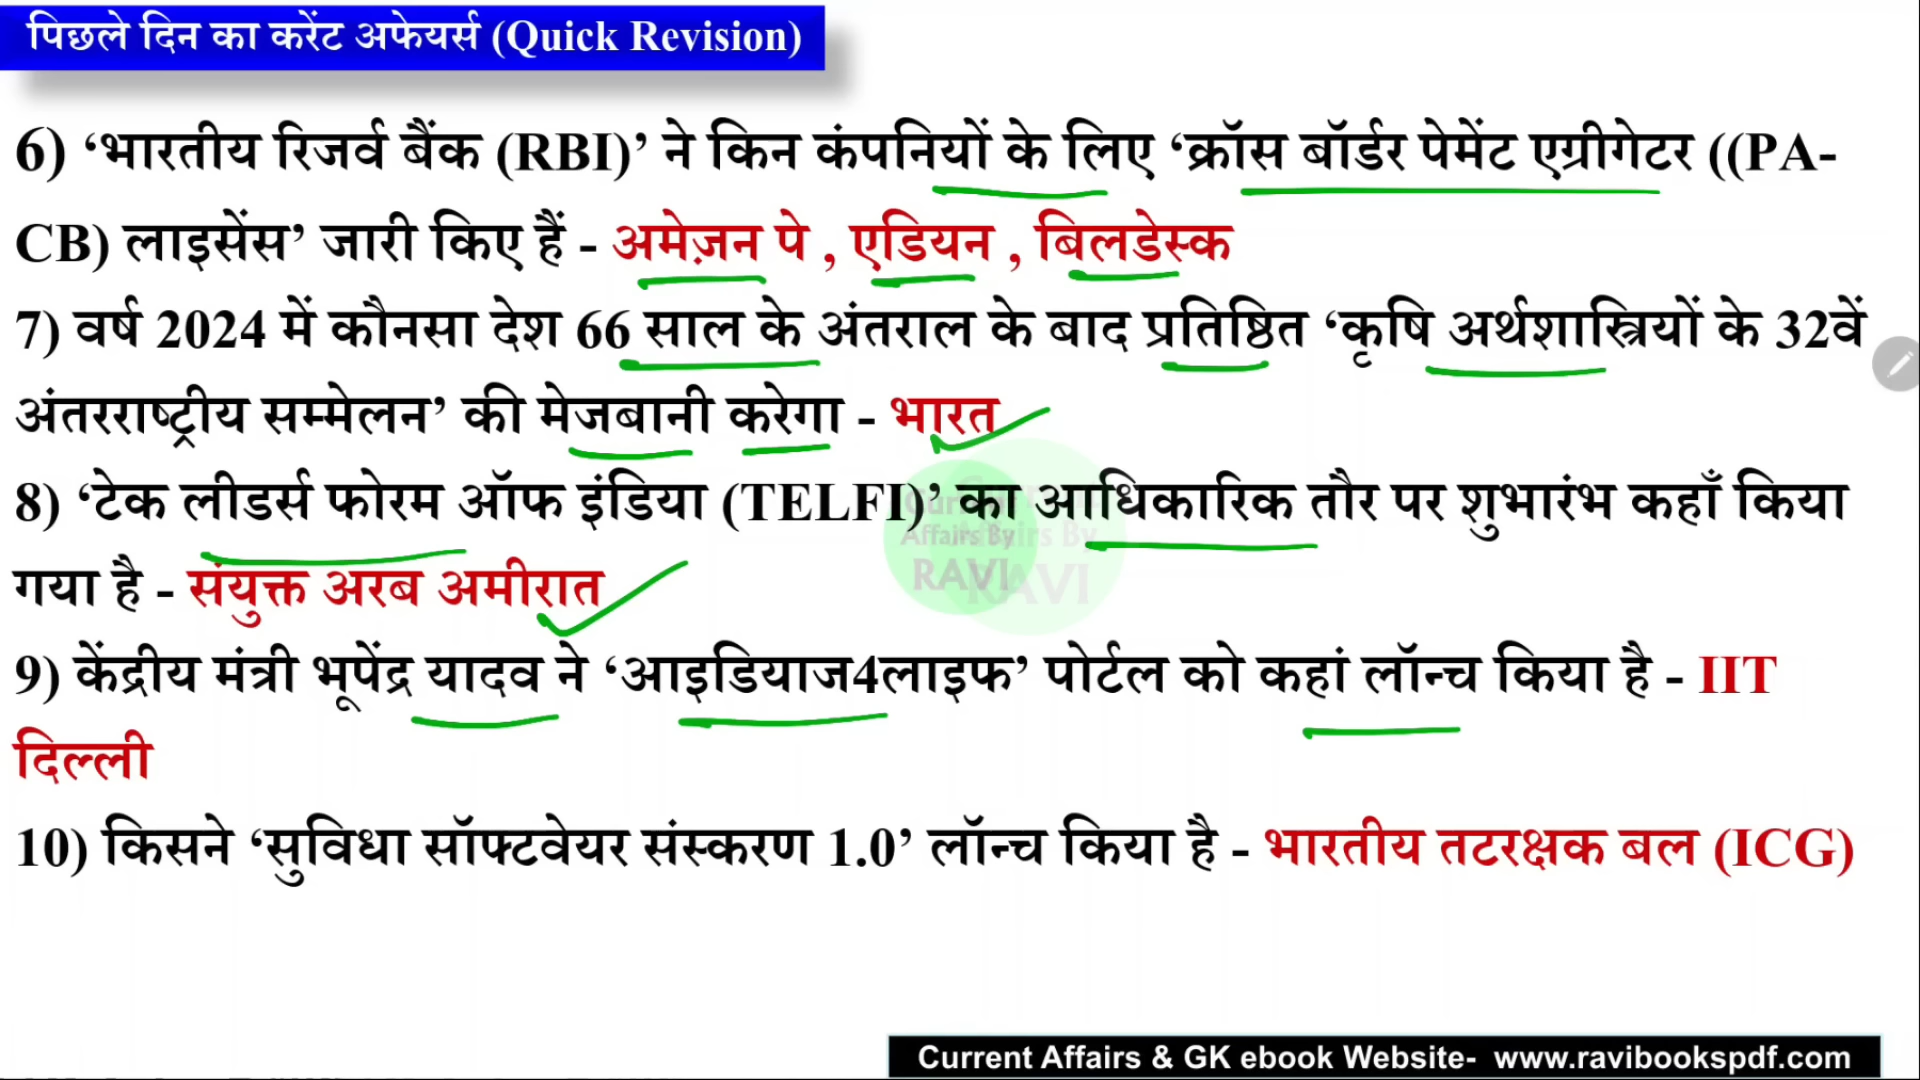 पिछले दिन का करेंट अफेयर्स (Quick Revision)
6) ‘भारतीय रिजर्व बैंक (RBI)’ ने किन कंपनियों के लिए ‘क्रॉस बॉर्डर पेमेंट एग्रीगेटर ((PA-
CB) लाइसेंस’ जारी किए हैं - अमेज़न पे , एडियन , बिलडेस्क
7) वर्ष 2024 में कौनसा देश 66 साल के अंतराल के बाद प्रतिष्ठित ‘कृषि अर्थशास्त्रियों के 32वें
अंतरराष्ट्रीय सम्मेलन’ की मेजबानी करेगा - भारत
8) ‘टेक लीडर्स फोरम ऑफ इंडिया (TELFI)’ का आधिकारिक तौर पर शुभारंभ कहाँ किया
गया है - संयुक्त अरब अमीरात
9) केंद्रीय मंत्री भूपेंद्र यादव ने ‘आइडियाज4लाइफ’ पोर्टल को कहां लॉन्च किया है - IIT
दिल्ली
10) किसने ‘सुविधा सॉफ्टवेयर संस्करण 1.0’ लॉन्च किया है - भारतीय तटरक्षक बल (ICG)
Current
Affairs By
RAVI
Current Affairs & GK ebook Website- www.ravibookspdf.com